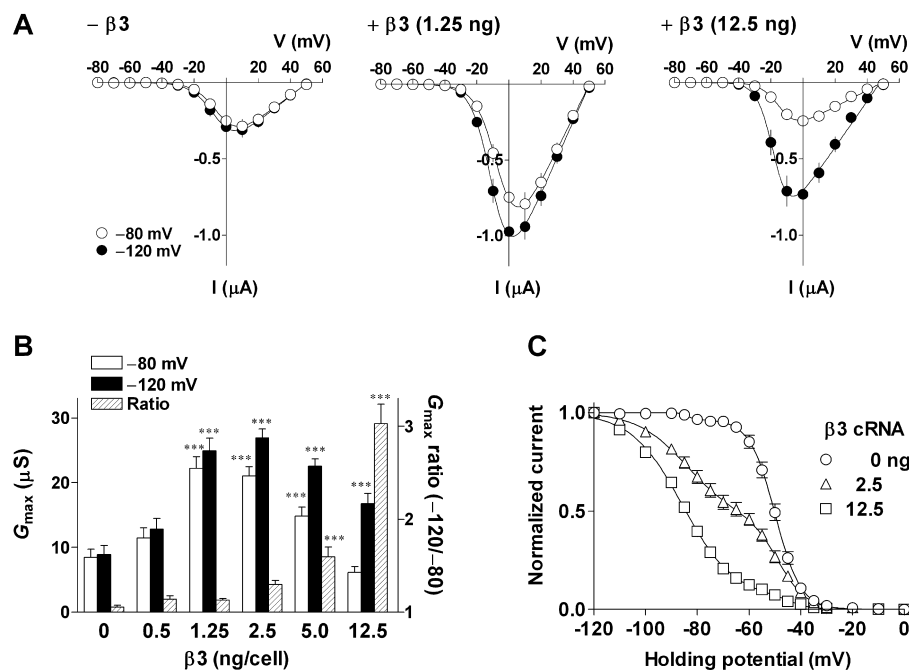 A
− β3
+ β3 (1.25 ng)
+ β3 (12.5 ng)
V (mV)
V (mV)
V (mV)
-80 -60 -40 -20 0 20 40 60
-80 -60 -40 -20 0 20 40 60
-80 -60 -40 -20 0 20 40 60
-0.5
-0.5
-0.5
-1.0
-1.0
-1.0
−80 mV
−120 mV
I (μA)
I (μA)
I (μA)
B
−80 mV
−120 mV
Ratio
Gmax (μS)
30
20
10
0
*** *** *** *** *** *** *** *** ***
3
2
1
Gmax ratio (−120/−80)
0 0.5 1.25 2.5 5.0 12.5
β3 (ng/cell)
C
Normalized current
1.0
0.5
0.0
β3 cRNA
0 ng
2.5
12.5
-120 -100 -80 -60 -40 -20 0
Holding potential (mV)